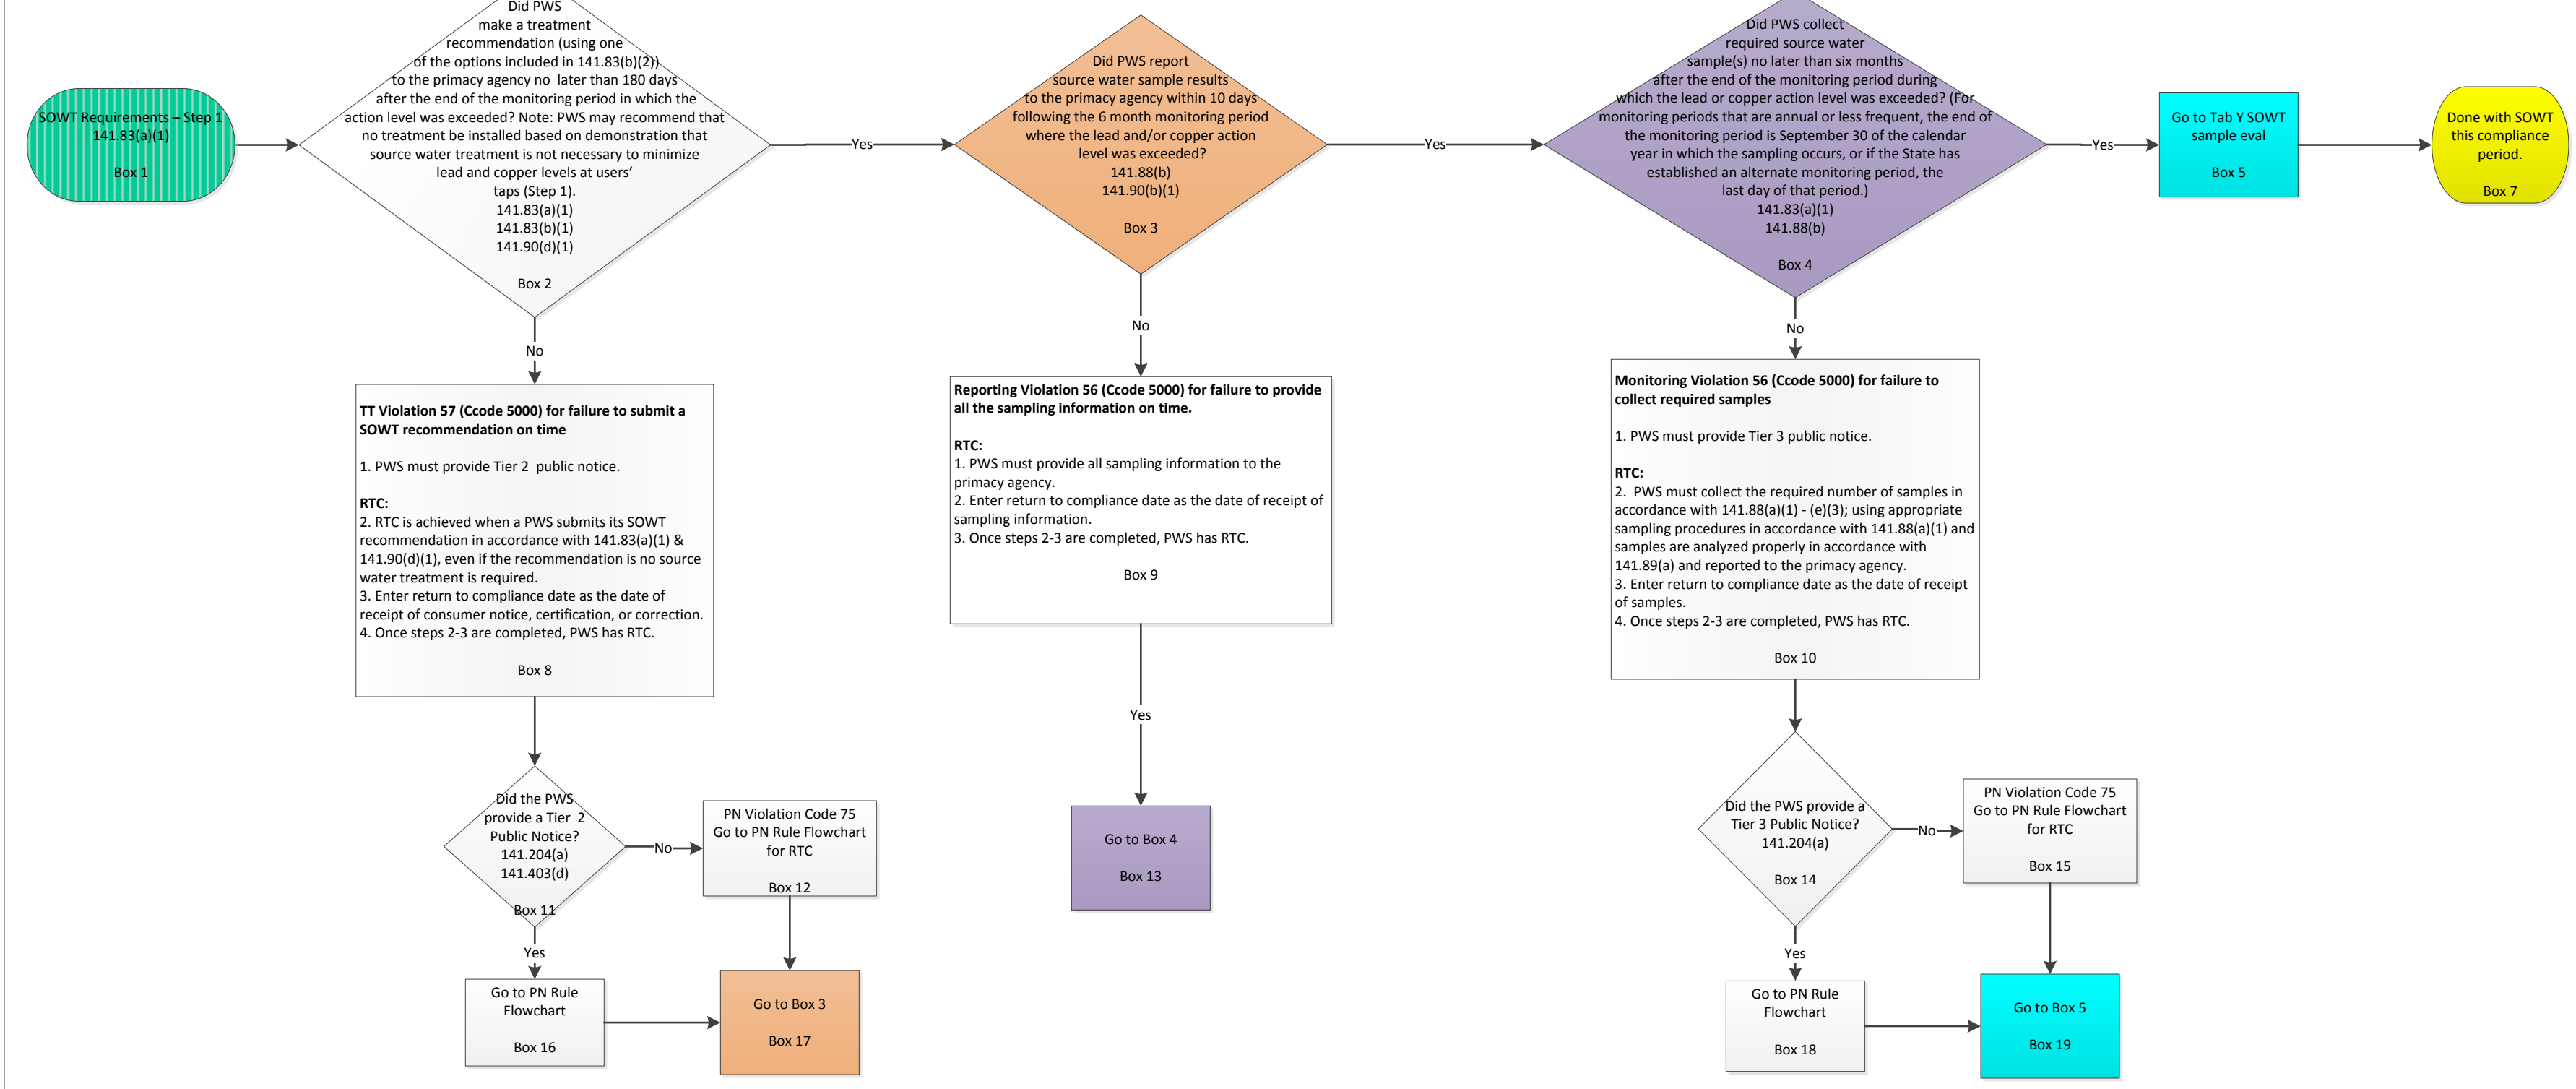 SOWT Requirements – Step 1
141.83(a)(1)
Box 1
Did PWS
make a treatment
recommendation (using one
of the options included in 141.83(b)(2))
to the primacy agency no  later than 180 days
after the end of the monitoring period in which the
action level was exceeded? Note: PWS may recommend that
no treatment be installed based on demonstration that
source water treatment is not necessary to minimize
lead and copper levels at users’
taps (Step 1).
141.83(a)(1)
141.83(b)(1)
141.90(d)(1)
Box 2
Yes
Did PWS report
source water sample results
to the primacy agency within 10 days
following the 6 month monitoring period
where the lead and/or copper action
level was exceeded?
141.88(b)
141.90(b)(1)
Box 3
Yes
Did PWS collect
required source water
sample(s) no later than six months
after the end of the monitoring period during
which the lead or copper action level was exceeded? (For
monitoring periods that are annual or less frequent, the end of
the monitoring period is September 30 of the calendar
year in which the sampling occurs, or if the State has
established an alternate monitoring period, the
last day of that period.)
141.83(a)(1)
141.88(b)
Box 4
Yes
Go to Tab Y SOWT
sample eval
Box 5
Done with SOWT
this compliance
period.
Box 7
No
No
No
TT Violation 57 (Ccode 5000) for failure to submit a
SOWT recommendation on time
1. PWS must provide Tier 2  public notice.
RTC:
2. RTC is achieved when a PWS submits its SOWT
recommendation in accordance with 141.83(a)(1) &
141.90(d)(1), even if the recommendation is no source
water treatment is required.
3. Enter return to compliance date as the date of
receipt of consumer notice, certification, or correction.
4. Once steps 2-3 are completed, PWS has RTC.
Box 8
Reporting Violation 56 (Ccode 5000) for failure to provide
all the sampling information on time.
RTC:
1. PWS must provide all sampling information to the
primacy agency.
2. Enter return to compliance date as the date of receipt of
sampling information.
3. Once steps 2-3 are completed, PWS has RTC.
Box 9
Monitoring Violation 56 (Ccode 5000) for failure to
collect required samples
1. PWS must provide Tier 3 public notice.
RTC:
2.  PWS must collect the required number of samples in
accordance with 141.88(a)(1) - (e)(3); using appropriate
sampling procedures in accordance with 141.88(a)(1) and
samples are analyzed properly in accordance with
141.89(a) and reported to the primacy agency.
3. Enter return to compliance date as the date of receipt
of samples.
4. Once steps 2-3 are completed, PWS has RTC.
Box 10
Did the PWS
provide a Tier  2
Public Notice?
141.204(a)
141.403(d)
Box 11
No
PN Violation Code 75
Go to PN Rule Flowchart
for RTC
Box 12
Yes
Go to PN Rule
Flowchart
Box 16
Go to Box 3
Box 17
Yes
Go to Box 4
Box 13
Did the PWS provide a
Tier 3 Public Notice?
141.204(a)
Box 14
No
PN Violation Code 75
Go to PN Rule Flowchart
for RTC
Box 15
Yes
Go to PN Rule
Flowchart
Box 18
Go to Box 5
Box 19